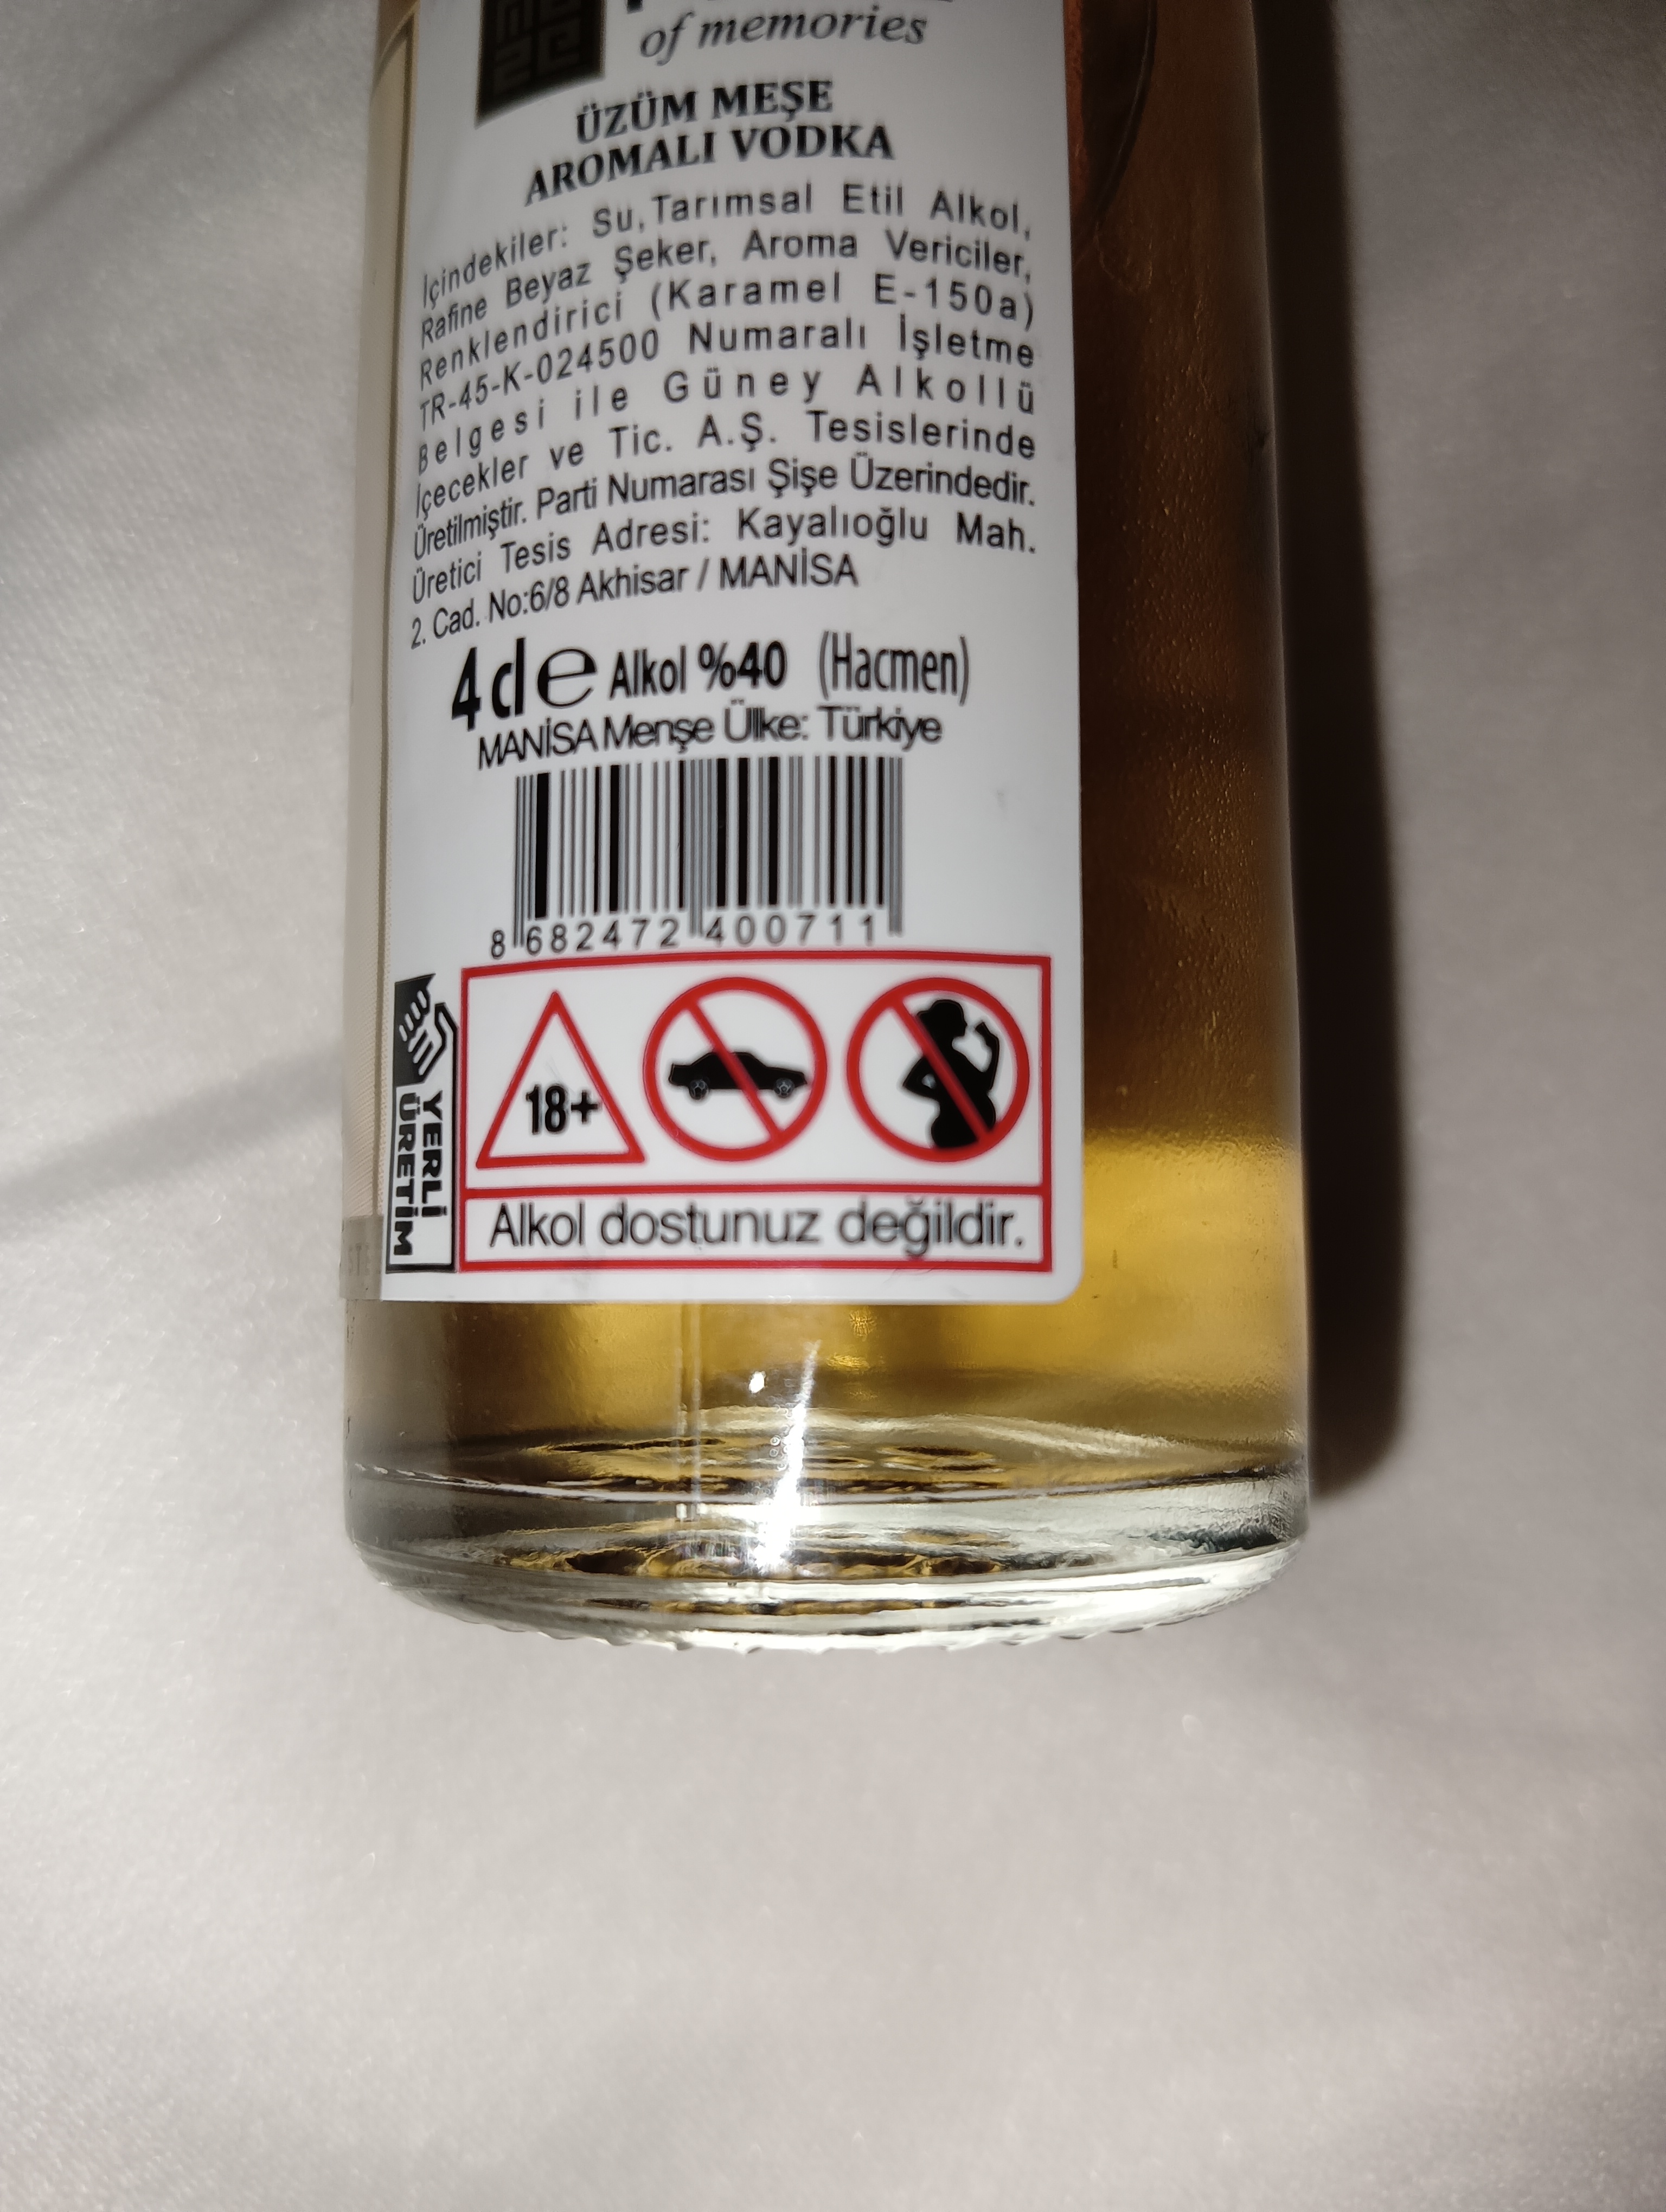 of memories
ÜZÜM MEŞE
AROMALI VODKA
İçindekiler: Su, Tarımsal Etil Alkol,
Rafine Beyaz Şeker, Aroma Vericiler,
Renklendirici (Karamel E-150a)
TR-45-K-024500 Numaralı İşletme
Belgesi ile Güney Alkollü
İçecekler ve Tic. A.Ş. Tesislerinde
Üretilmiştir. Parti Numarası Şişe Üzerindedir.
Üretici Tesis Adresi: Kayalıoğlu Mah.
2. Cad. No:6/8 Akhisar / MANİSA
4 cl e Alkol %40 (Hacmen)
MANİSA Menşe Ülke: Türkiye
8 682472 400711
18+
YERLİ
ÜRETİM
Alkol dostunuz değildir.